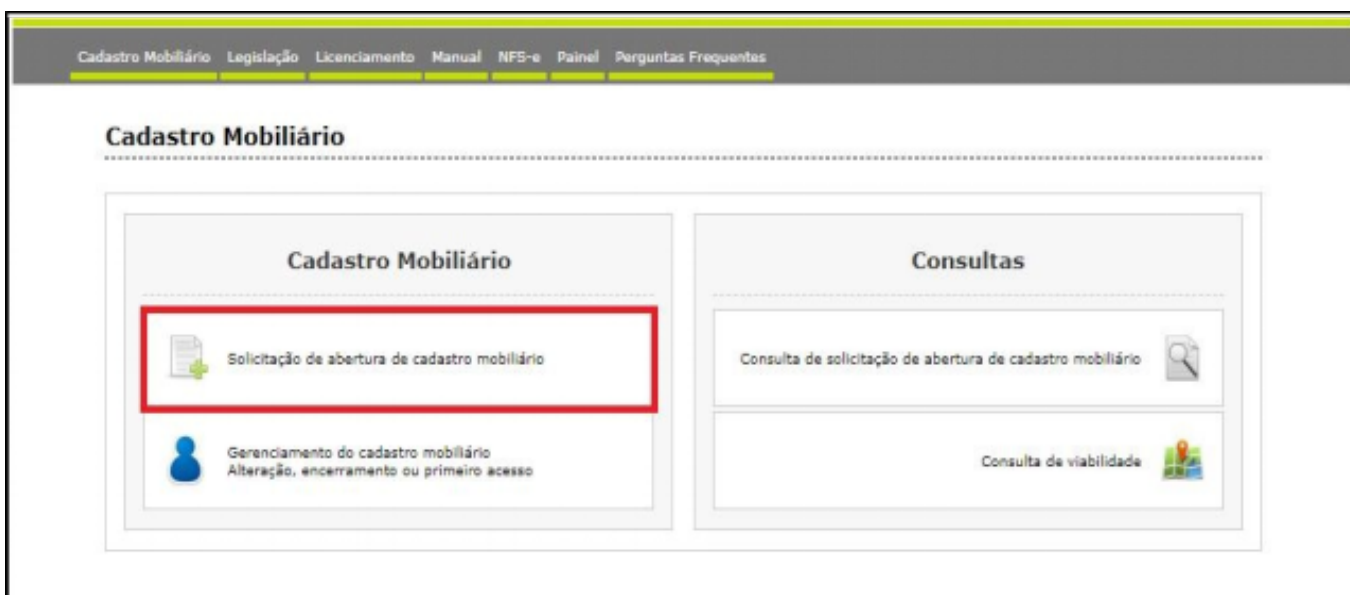 Cadastro Mobiliário Legislação Licenciamento Manual NFS-e Painel Perguntas Frequentes
Cadastro Mobiliário
Cadastro Mobiliário
Solicitação de abertura de cadastro mobiliário
Gerenciamento do cadastro mobiliário
Alteração, encerramento ou primeiro acesso
Consultas
Consulta de solicitação de abertura de cadastro mobiliário
Consulta de viabilidade